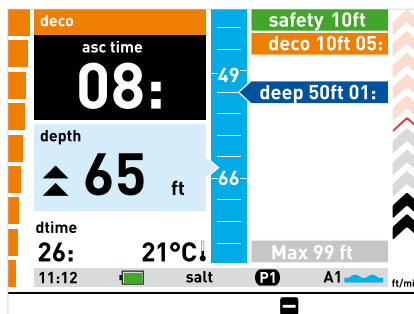 deco
asc time
08:
depth
65 ft
dtime
26: 21°C
49
66
safety 10ft
deco 10ft 05:
deep 50ft 01:
Max 99 ft
11:12 salt P1 A1
ft/mi